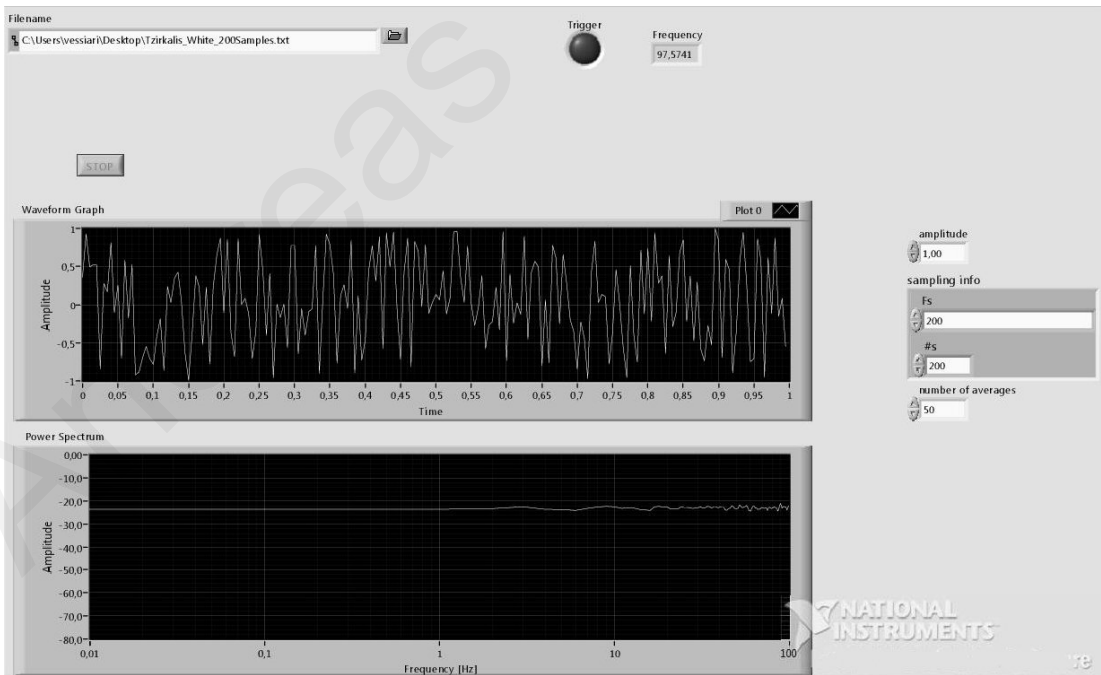 Filename
C:\Users\vessiari\Desktop\Tzirkalis_White_200Samples.txt
Trigger
Frequency
97,5741
STOP
Waveform Graph
Plot 0
Amplitude
1
0,5
0
-0,5
-1
0 0,05 0,1 0,15 0,2 0,25 0,3 0,35 0,4 0,45 0,5 0,55 0,6 0,65 0,7 0,75 0,8 0,85 0,9 0,95 1
Time
amplitude
1,00
sampling info
Fs
200
#s
200
number of averages
50
Power Spectrum
Amplitude
0,00
-10,0
-20,0
-30,0
-40,0
-50,0
-60,0
-70,0
-80,0
0,01 0,1 1 10 100
Frequency [Hz]
NATIONAL
INSTRUMENTS
Andreas